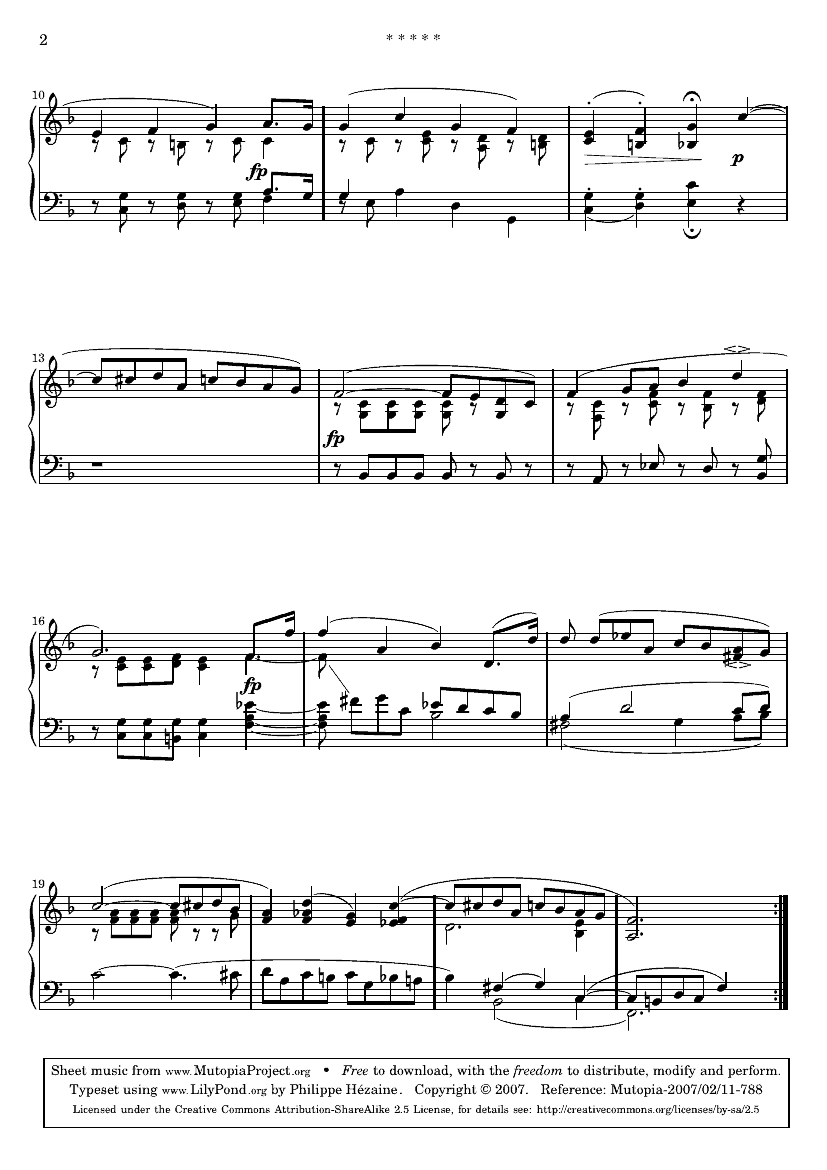 2
* * * * *
10
fp
p
13
fp
16
fp
19
Sheet music from www.MutopiaProject.org • Free to download, with the freedom to distribute, modify and perform.
Typeset using www.LilyPond.org by Philippe Hézaine. Copyright © 2007. Reference: Mutopia-2007/02/11-788
Licensed under the Creative Commons Attribution-ShareAlike 2.5 License, for details see: http://creativecommons.org/licenses/by-sa/2.5